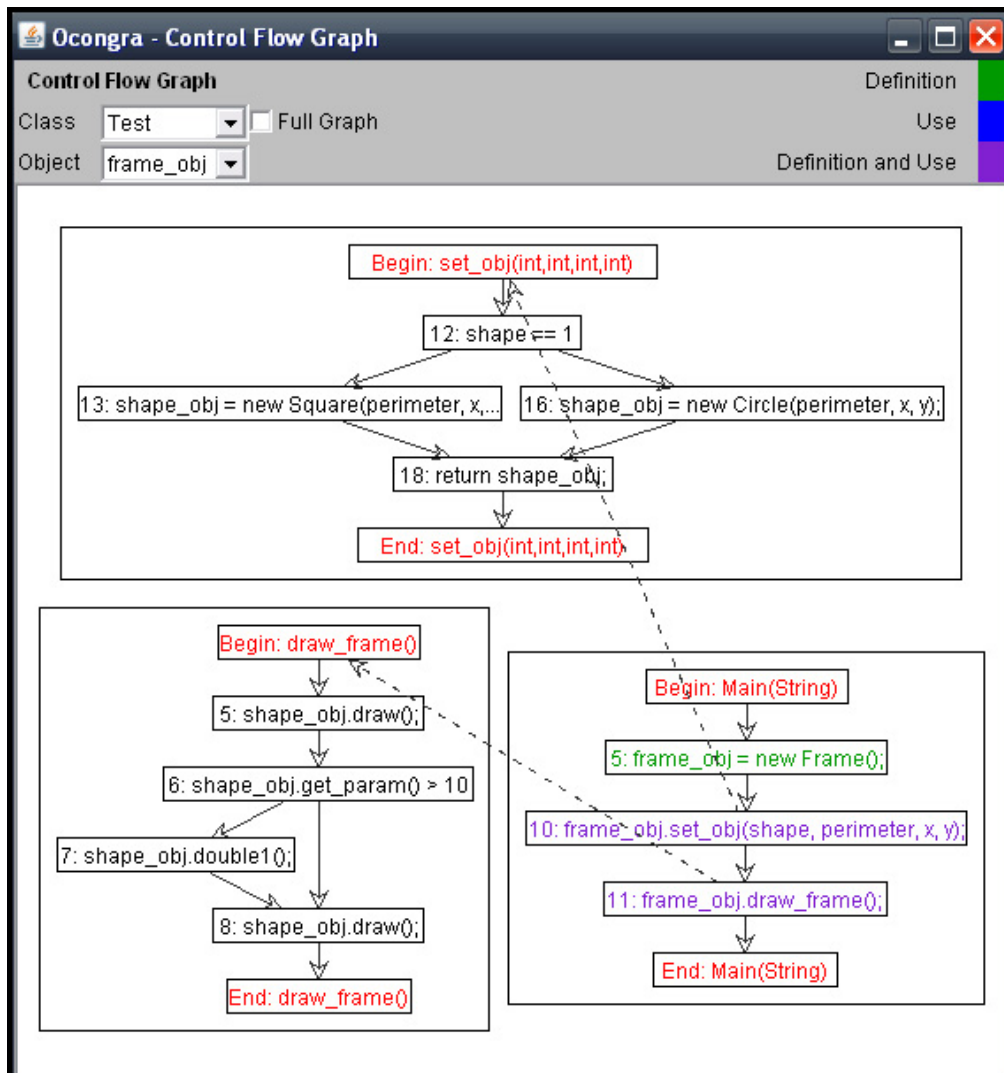 Ocongra - Control Flow Graph
Control Flow Graph
Definition
Class Test Full Graph
Use
Object frame_obj
Definition and Use
Begin: set_obj(int,int,int,int)
12: shape == 1
13: shape_obj = new Square(perimeter, x,...
16: shape_obj = new Circle(perimeter, x, y);
18: return shape_obj;
End: set_obj(int,int,int,int)
Begin: draw_frame()
5: shape_obj.draw();
6: shape_obj.get_param() > 10
7: shape_obj.double1();
8: shape_obj.draw();
End: draw_frame()
Begin: Main(String)
5: frame_obj = new Frame();
10: frame_obj.set_obj(shape, perimeter, x, y);
11: frame_obj.draw_frame();
End: Main(String)